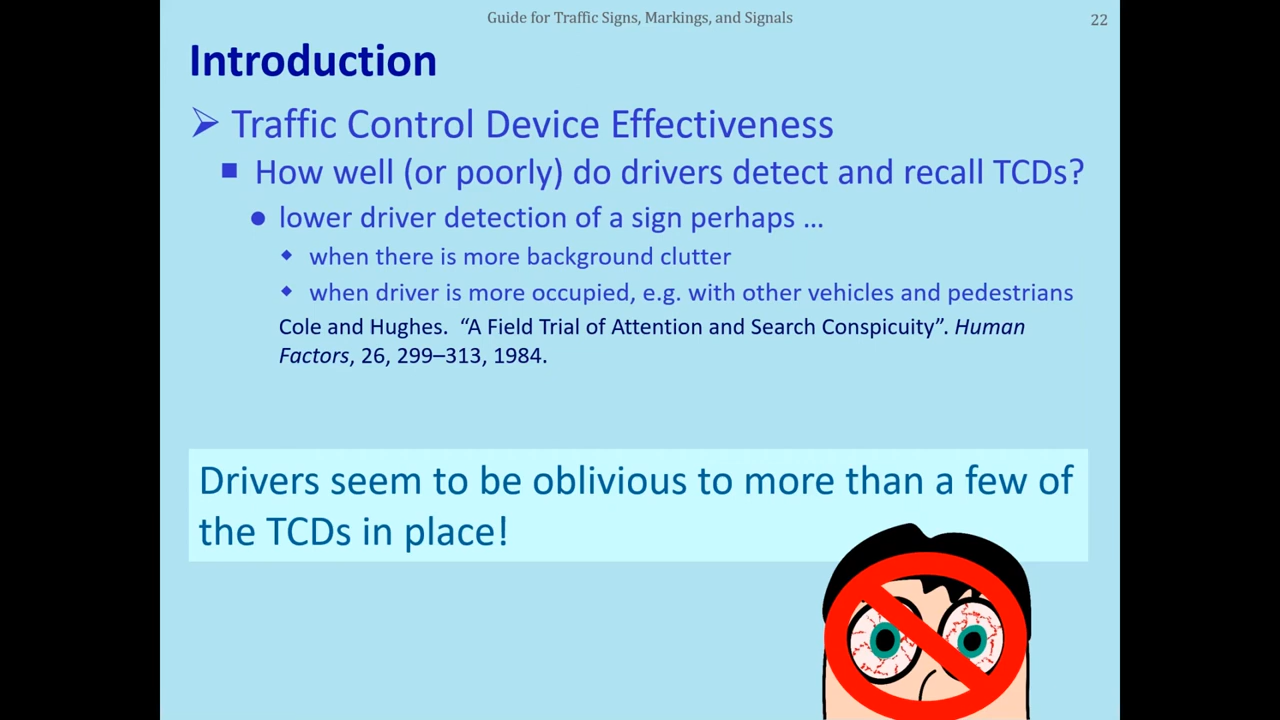 Guide for Traffic Signs, Markings, and Signals
22
Introduction
Traffic Control Device Effectiveness
How well (or poorly) do drivers detect and recall TCDs?
lower driver detection of a sign perhaps …
when there is more background clutter
when driver is more occupied, e.g. with other vehicles and pedestrians
Cole and Hughes.  “A Field Trial of Attention and Search Conspicuity”. Human
Factors, 26, 299–313, 1984.
Drivers seem to be oblivious to more than a few of
the TCDs in place!